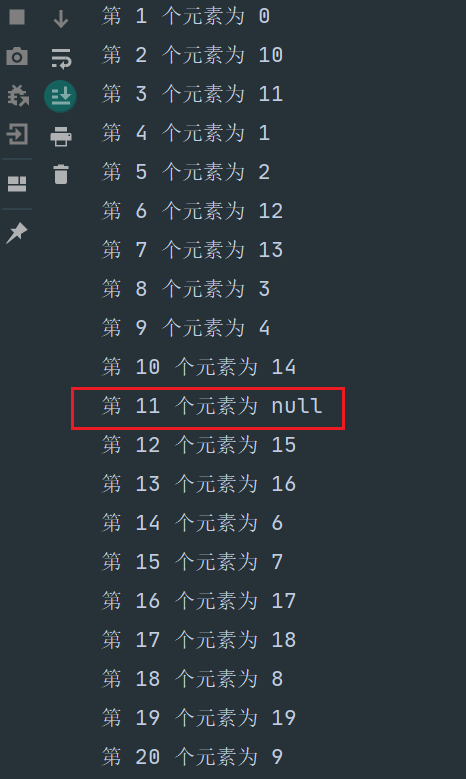 第 1 个元素为 0
第 2 个元素为 10
第 3 个元素为 11
第 4 个元素为 1
第 5 个元素为 2
第 6 个元素为 12
第 7 个元素为 13
第 8 个元素为 3
第 9 个元素为 4
第 10 个元素为 14
第 11 个元素为 null
第 12 个元素为 15
第 13 个元素为 16
第 14 个元素为 6
第 15 个元素为 7
第 16 个元素为 17
第 17 个元素为 18
第 18 个元素为 8
第 19 个元素为 19
第 20 个元素为 9